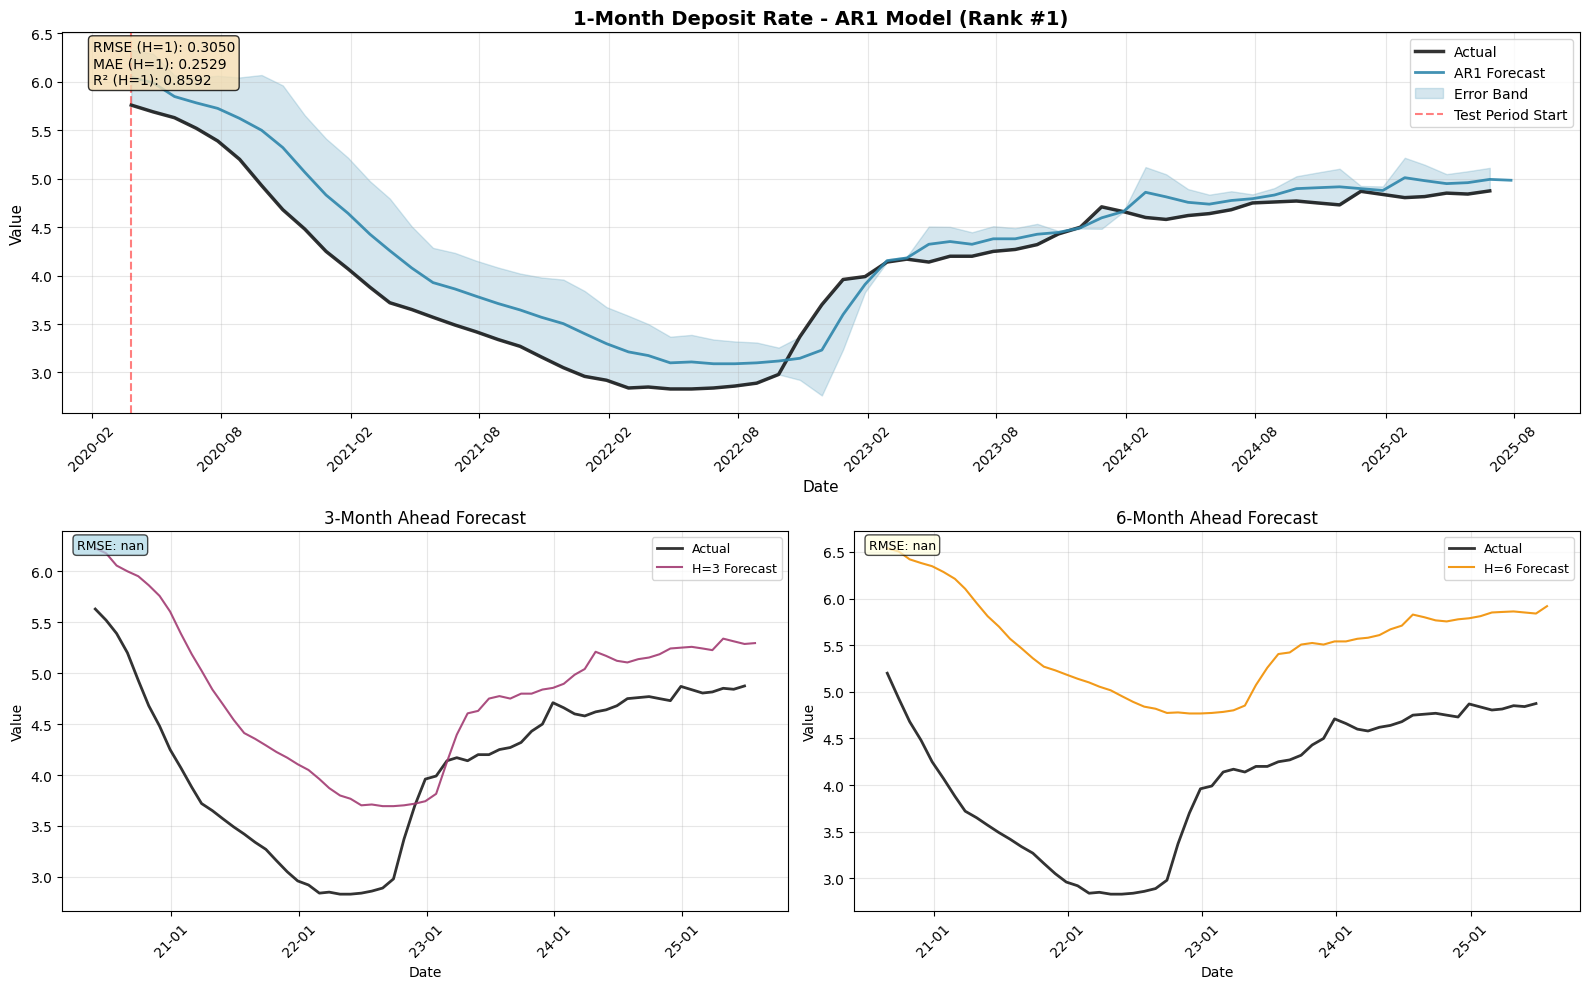 1-Month Deposit Rate - AR1 Model (Rank #1)
RMSE (H=1): 0.3050
MAE (H=1): 0.2529
R² (H=1): 0.8592
Actual
AR1 Forecast
Error Band
Test Period Start
Value
6.5
6.0
5.5
5.0
4.5
4.0
3.5
3.0
2020-02
2020-08
2021-02
2021-08
2022-02
2022-08
2023-02
2023-08
2024-02
2024-08
2025-02
2025-08
Date
3-Month Ahead Forecast
RMSE: nan
Actual
H=3 Forecast
Value
6.0
5.5
5.0
4.5
4.0
3.5
3.0
21-01
22-01
23-01
24-01
25-01
Date
6-Month Ahead Forecast
RMSE: nan
Actual
H=6 Forecast
Value
6.5
6.0
5.5
5.0
4.5
4.0
3.5
3.0
21-01
22-01
23-01
24-01
25-01
Date